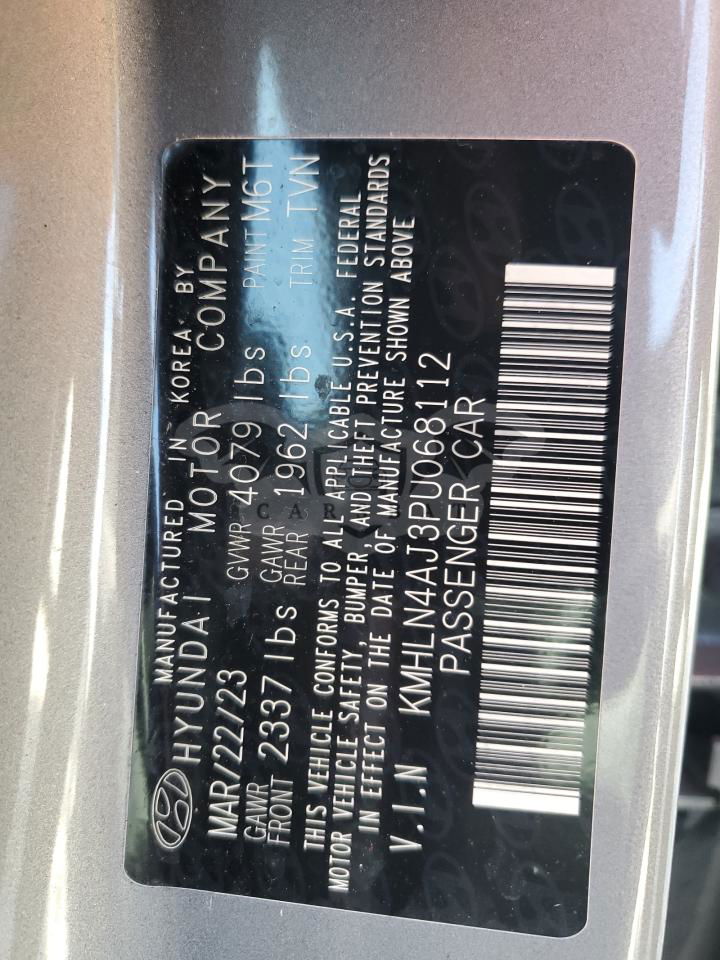 MANUFACTURED IN KOREA BY
HYUNDAI MOTOR COMPANY
MAR/22/23 GVWR 4079 lbs PAINT M6T
GAWR FRONT 2337 lbs GAWR REAR 1962 lbs TRIM TVN
THIS VEHICLE CONFORMS TO ALL APPLICABLE U.S.A. FEDERAL
MOTOR VEHICLE SAFETY, BUMPER, AND THEFT PREVENTION STANDARDS
IN EFFECT ON THE DATE OF MANUFACTURE SHOWN ABOVE
V.I.N KMHLN4AJ3PU068112
PASSENGER CAR